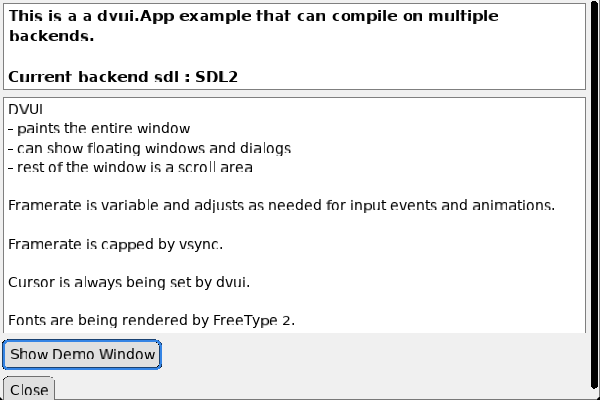 This is a a dvui.App example that can compile on multiple
backends.
Current backend sdl : SDL2
DVUI
- paints the entire window
- can show floating windows and dialogs
- rest of the window is a scroll area
Framerate is variable and adjusts as needed for input events and animations.
Framerate is capped by vsync.
Cursor is always being set by dvui.
Fonts are being rendered by FreeType 2.
Show Demo Window
Close